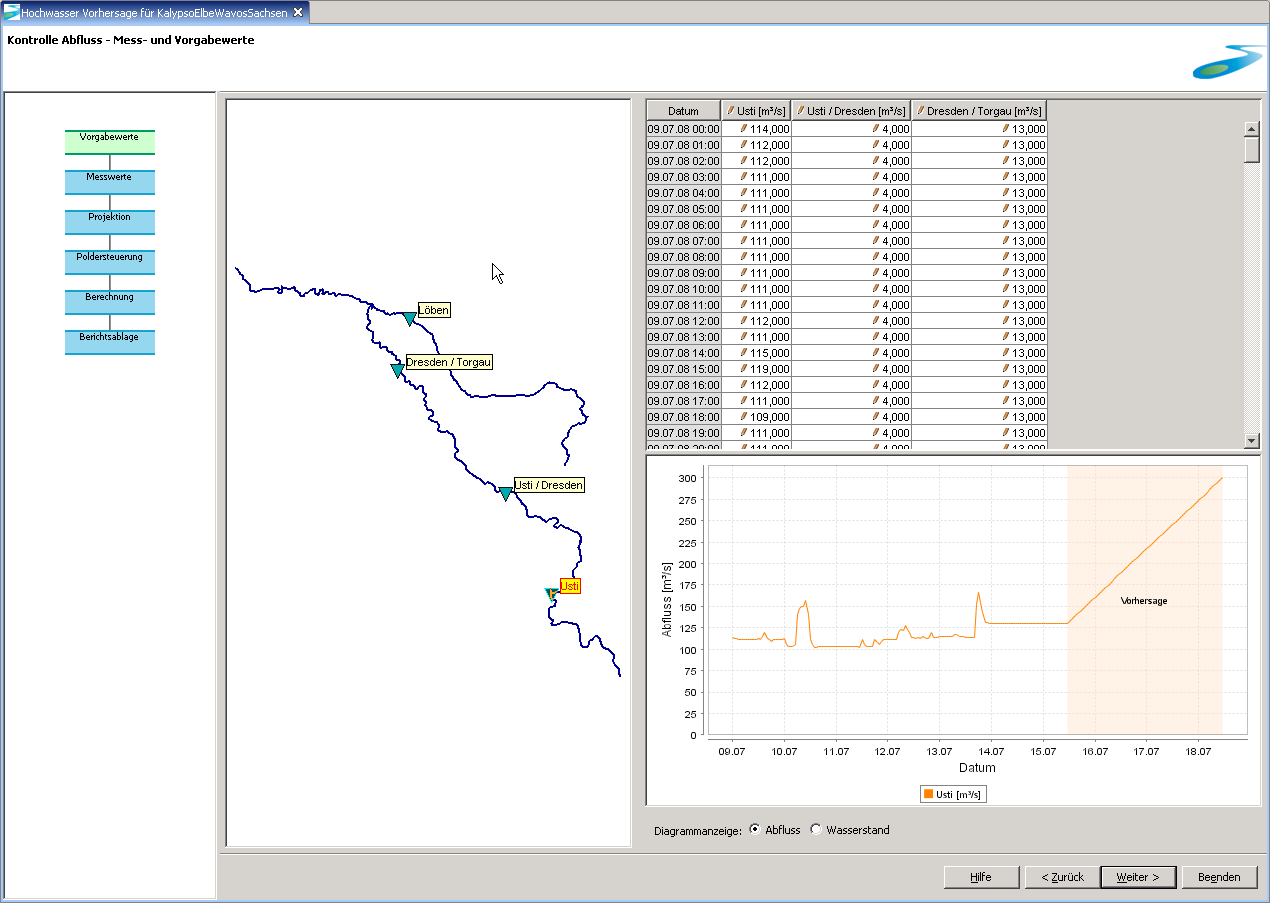 Hochwasser Vorhersage für KalypsoElbeWavosSachsen
Kontrolle Abfluss - Mess- und Vorgabewerte
Vorgabewerte
Messwerte
Projektion
Poldersteuerung
Berechnung
Berichtsablage
Löben
Dresden / Torgau
Usti / Dresden
Usti
Datum Usti [m³/s] Usti / Dresden [m³/s] Dresden / Torgau [m³/s]
09.07.08 00:00 114,000 4,000 13,000
09.07.08 01:00 112,000 4,000 13,000
09.07.08 02:00 112,000 4,000 13,000
09.07.08 03:00 111,000 4,000 13,000
09.07.08 04:00 111,000 4,000 13,000
09.07.08 05:00 111,000 4,000 13,000
09.07.08 06:00 111,000 4,000 13,000
09.07.08 07:00 111,000 4,000 13,000
09.07.08 08:00 111,000 4,000 13,000
09.07.08 09:00 111,000 4,000 13,000
09.07.08 10:00 111,000 4,000 13,000
09.07.08 11:00 111,000 4,000 13,000
09.07.08 12:00 112,000 4,000 13,000
09.07.08 13:00 111,000 4,000 13,000
09.07.08 14:00 115,000 4,000 13,000
09.07.08 15:00 119,000 4,000 13,000
09.07.08 16:00 112,000 4,000 13,000
09.07.08 17:00 111,000 4,000 13,000
09.07.08 18:00 109,000 4,000 13,000
09.07.08 19:00 111,000 4,000 13,000
09.07.08 20:00 111,000 4,000 13,000
300
275
250
225
200
175
150
125
100
75
50
25
0
Abfluss [m³/s]
Vorhersage
09.07 10.07 11.07 12.07 13.07 14.07 15.07 16.07 17.07 18.07
Datum
Usti [m³/s]
Diagrammanzeige: Abfluss Wasserstand
Hilfe < Zurück Weiter > Beenden